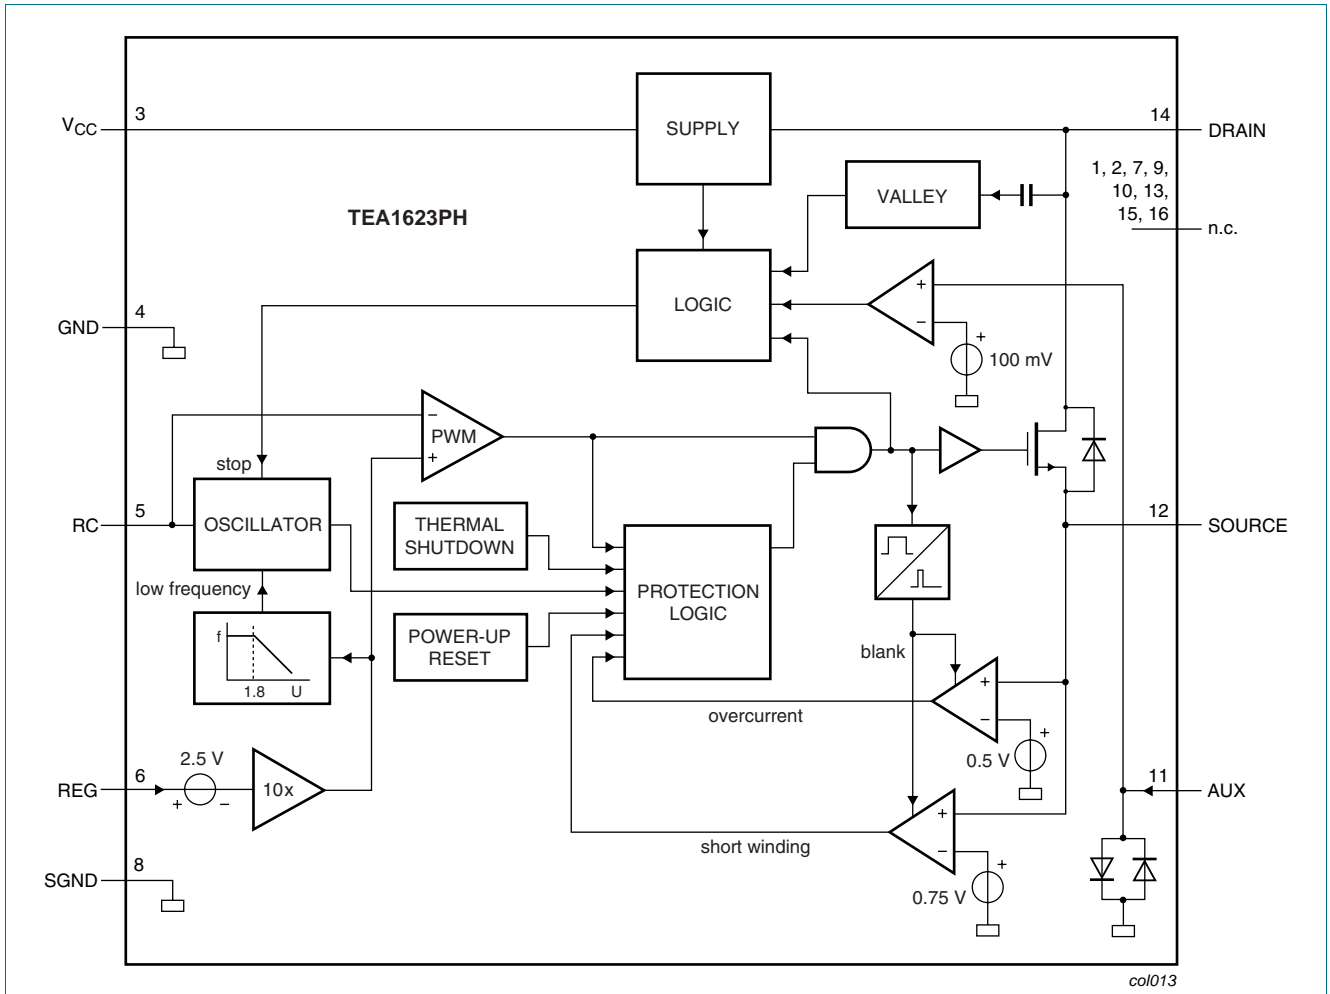 VCC
3
SUPPLY
14
DRAIN
1, 2, 7, 9,
10, 13,
15, 16
n.c.
VALLEY
TEA1623PH
LOGIC
+
−
+
100 mV
4
GND
−
PWM
+
stop
RC
5
OSCILLATOR
THERMAL
SHUTDOWN
12
SOURCE
low frequency
PROTECTION
LOGIC
f
1.8
U
POWER-UP
RESET
blank
+
−
overcurrent
+
0.5 V
REG
6
2.5 V
+
−
10x
11
AUX
+
−
short winding
+
0.75 V
8
SGND
col013